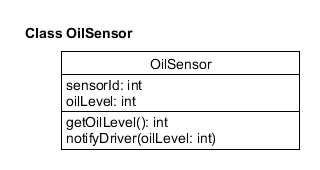 Class OilSensor
OilSensor
sensorId: int
oilLevel: int
getOilLevel(): int
notifyDriver(oilLevel: int)